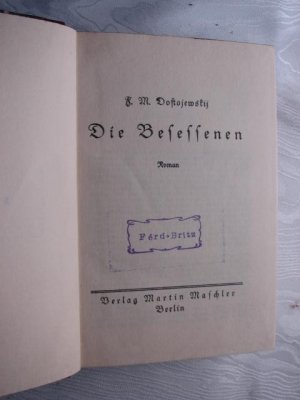 F. M. Dostojewskij
Die Besessenen
Roman
Verlag Martin Maschler
Berlin